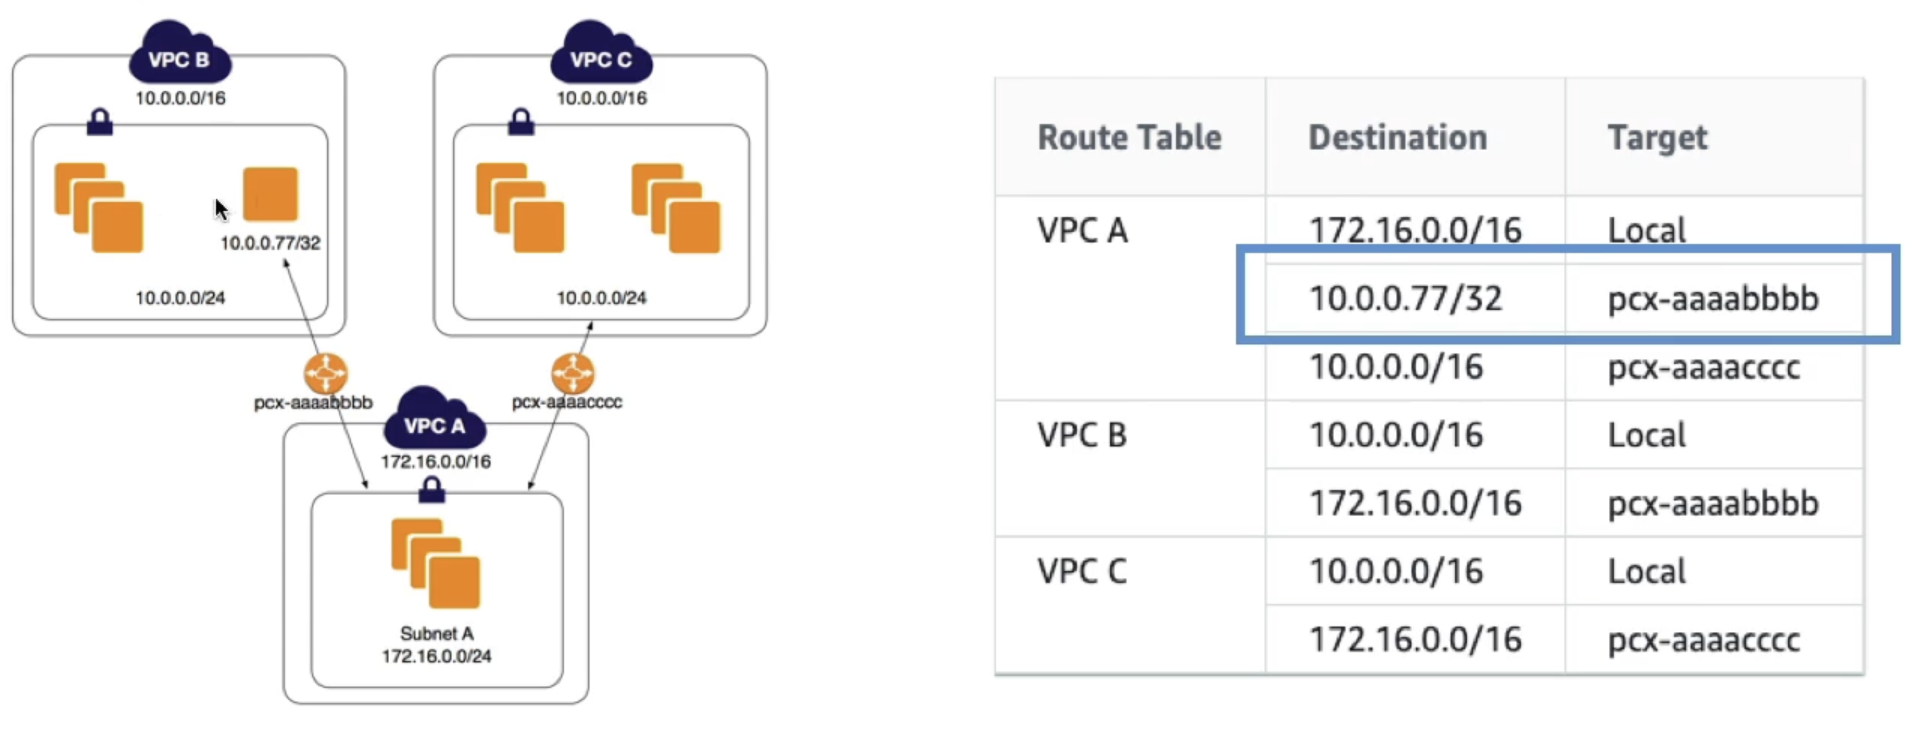 VPC B
10.0.0.0/16
10.0.0.77/32
10.0.0.0/24
VPC C
10.0.0.0/16
10.0.0.0/24
pcx-aaaabbbb
pcx-aaaacccc
VPC A
172.16.0.0/16
Subnet A
172.16.0.0/24
Route Table Destination Target
VPC A 172.16.0.0/16 Local
10.0.0.77/32 pcx-aaaabbbb
10.0.0.0/16 pcx-aaaacccc
VPC B 10.0.0.0/16 Local
172.16.0.0/16 pcx-aaaabbbb
VPC C 10.0.0.0/16 Local
172.16.0.0/16 pcx-aaaacccc